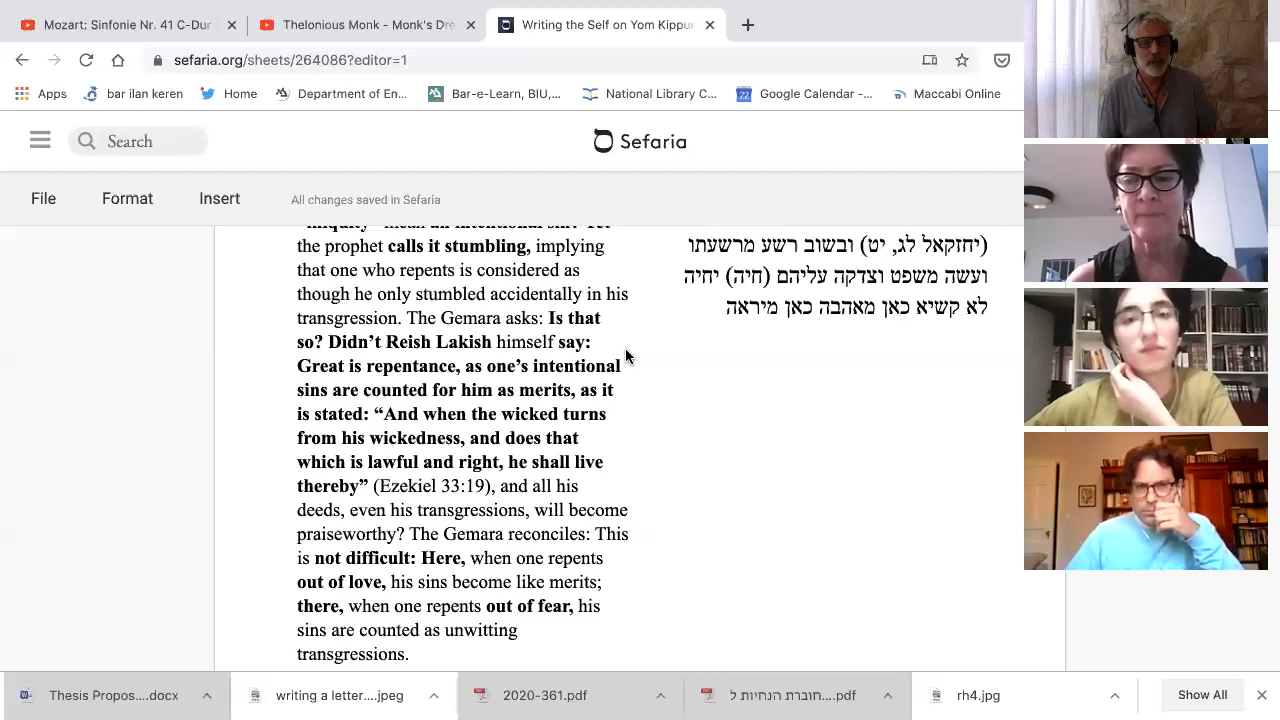 Mozart: Sinfonie Nr. 41 C-Dur
Thelonious Monk - Monk's Dre
Writing the Self on Yom Kippur
sefaria.org/sheets/264086?editor=1
Apps
bar ilan keren
Home
Department of En...
Bar-e-Learn, BIU,...
National Library C...
22
Google Calendar -...
Maccabi Online
Search
Sefaria
File
Format
Insert
All changes saved in Sefaria
the prophet calls it stumbling, implying
that one who repents is considered as
though he only stumbled accidentally in his
transgression. The Gemara asks: Is that
so? Didn't Reish Lakish himself say:
Great is repentance, as one's intentional
sins are counted for him as merits, as it
is stated: “And when the wicked turns
from his wickedness, and does that
which is lawful and right, he shall live
thereby” (Ezekiel 33:19), and all his
deeds, even his transgressions, will become
praiseworthy? The Gemara reconciles: This
is not difficult: Here, when one repents
out of love, his sins become like merits;
there, when one repents out of fear, his
sins are counted as unwitting
transgressions.
(יחזקאל לג, יט) ובשוב רשע מרשעתו
ועשה משפט וצדקה עליהם (חיה) יחיה
לא קשיא כאן מאהבה כאן מיראה
Thesis Propos....docx
writing a letter....jpeg
2020-361.pdf
חוברת הנחיות ל....pdf
rh4.jpg
Show All